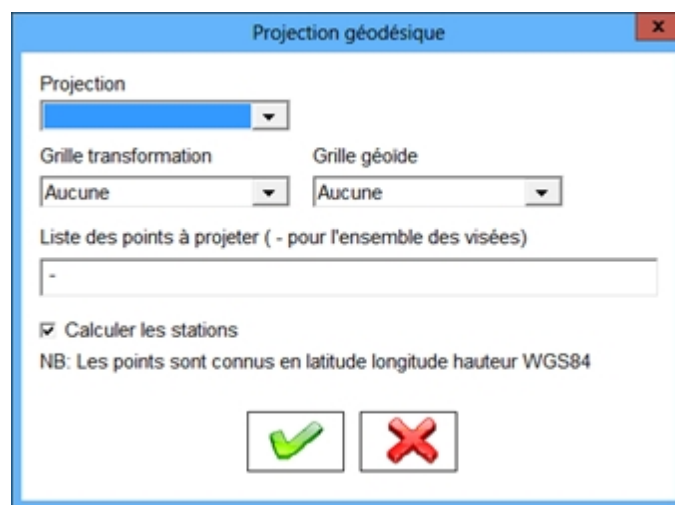 Projection géodésique
x
Projection
Grille transformation Grille géoïde
Aucune Aucune
Liste des points à projeter ( - pour l'ensemble des visées)
-
Calculer les stations
NB: Les points sont connus en latitude longitude hauteur WGS84